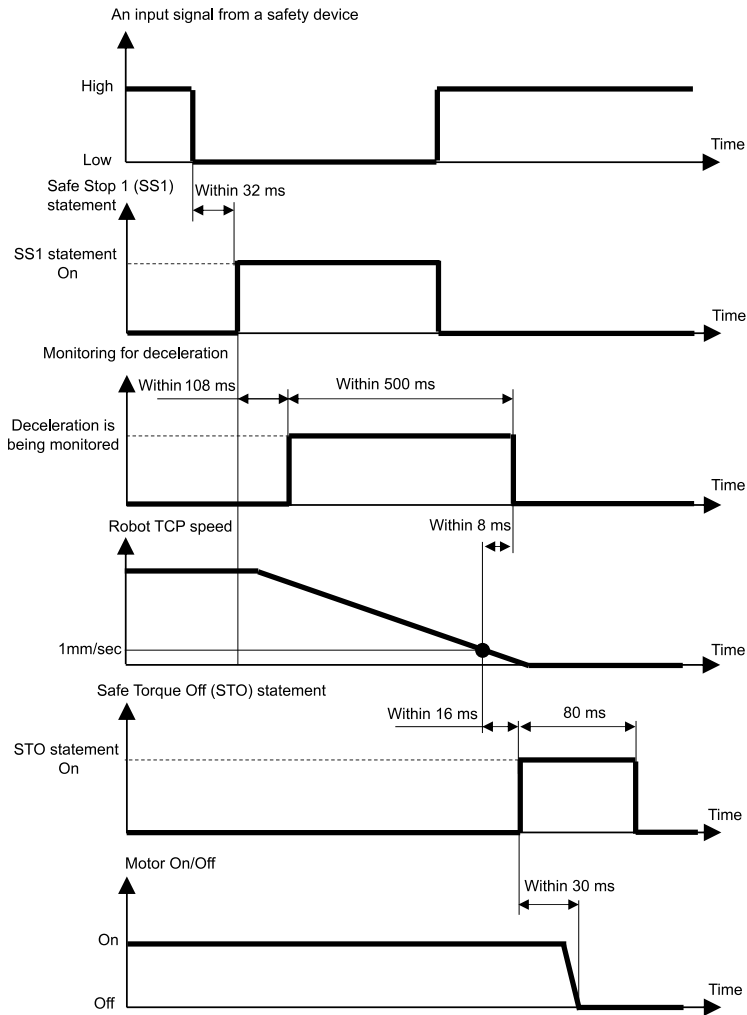 An input signal from a safety device
High
Low
Time
Safe Stop 1 (SS1)
statement
Within 32 ms
SS1 statement
On
Time
Monitoring for deceleration
Within 108 ms
Within 500 ms
Deceleration is
being monitored
Time
Robot TCP speed
Within 8 ms
1mm/sec
Time
Safe Torque Off (STO) statement
Within 16 ms
80 ms
STO statement
On
Time
Motor On/Off
Within 30 ms
On
Off
Time